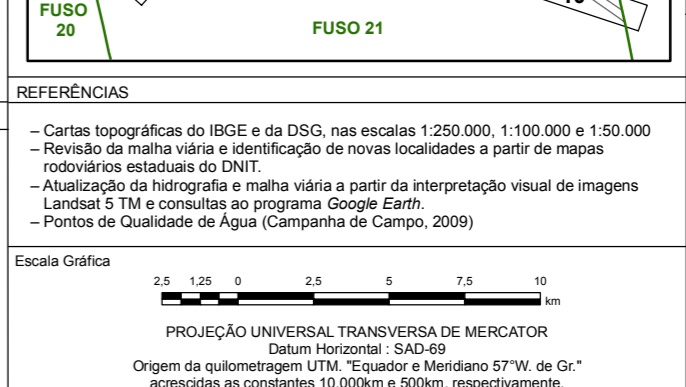 FUSO
20
FUSO 21
REFERÊNCIAS
– Cartas topográficas do IBGE e da DSG, nas escalas 1:250.000, 1:100.000 e 1:50.000
– Revisão da malha viária e identificação de novas localidades a partir de mapas
rodoviários estaduais do DNIT.
– Atualização da hidrografia e malha viária a partir da interpretação visual de imagens
Landsat 5 TM e consultas ao programa Google Earth.
– Pontos de Qualidade de Água (Campanha de Campo, 2009)
Escala Gráfica
2,5 1,25 0 2,5 5 7,5 10
km
PROJEÇÃO UNIVERSAL TRANSVERSA DE MERCATOR
Datum Horizontal : SAD-69
Origem da quilometragem UTM. "Equador e Meridiano 57°W. de Gr."
acrescidas as constantes 10.000km e 500km, respectivamente.